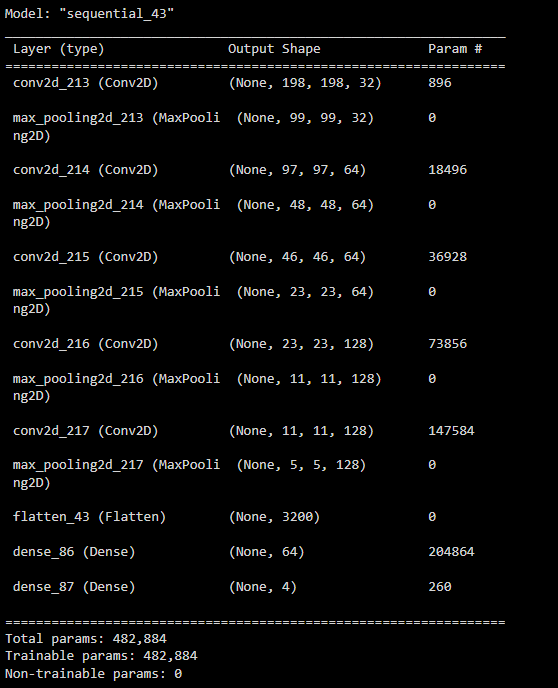 Model: "sequential_43"
Layer (type) Output Shape Param #
conv2d_213 (Conv2D) (None, 198, 198, 32) 896
max_pooling2d_213 (MaxPooli (None, 99, 99, 32) 0
ng2D)
conv2d_214 (Conv2D) (None, 97, 97, 64) 18496
max_pooling2d_214 (MaxPooli (None, 48, 48, 64) 0
ng2D)
conv2d_215 (Conv2D) (None, 46, 46, 64) 36928
max_pooling2d_215 (MaxPooli (None, 23, 23, 64) 0
ng2D)
conv2d_216 (Conv2D) (None, 23, 23, 128) 73856
max_pooling2d_216 (MaxPooli (None, 11, 11, 128) 0
ng2D)
conv2d_217 (Conv2D) (None, 11, 11, 128) 147584
max_pooling2d_217 (MaxPooli (None, 5, 5, 128) 0
ng2D)
flatten_43 (Flatten) (None, 3200) 0
dense_86 (Dense) (None, 64) 204864
dense_87 (Dense) (None, 4) 260
Total params: 482,884
Trainable params: 482,884
Non-trainable params: 0